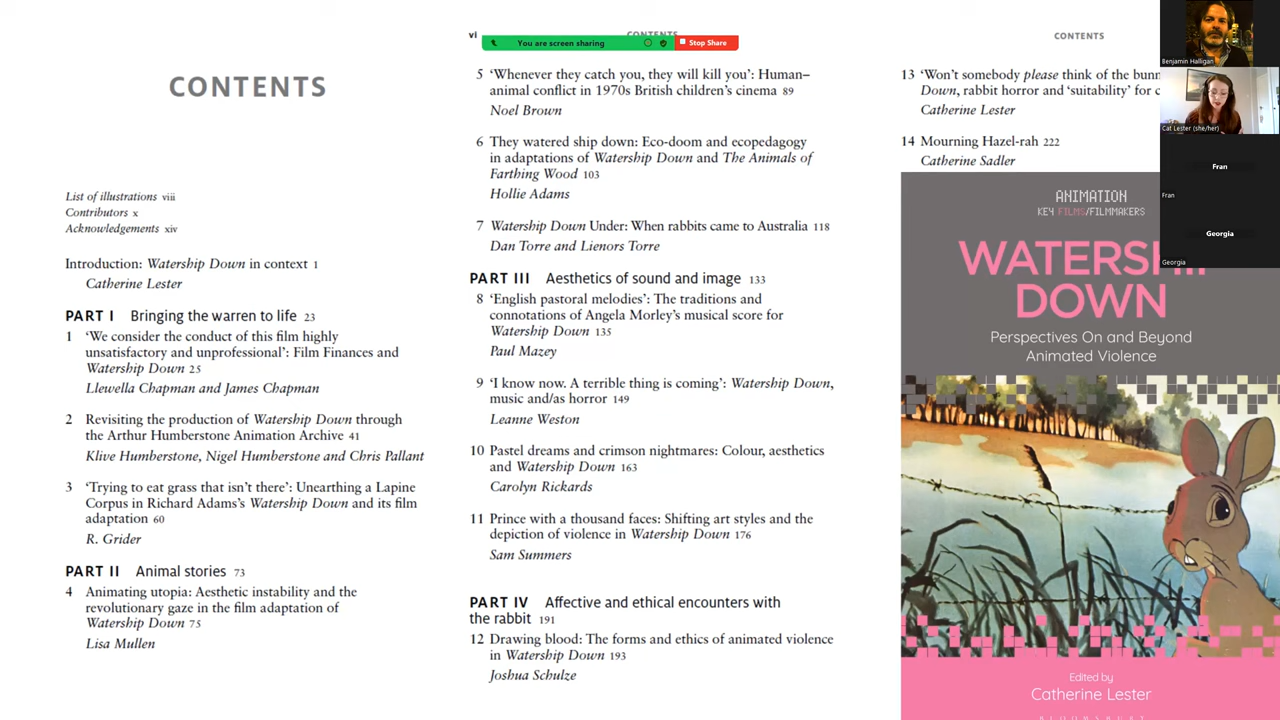 CONTENTS
List of illustrations viii
Contributors x
Acknowledgements xiv
Introduction: Watership Down in context 1
Catherine Lester
PART I Bringing the warren to life 23
1 ‘We consider the conduct of this film highly
unsatisfactory and unprofessional’: Film Finances and
Watership Down 25
Llewella Chapman and James Chapman
2 Revisiting the production of Watership Down through
the Arthur Humberstone Animation Archive 41
Klive Humberstone, Nigel Humberstone and Chris Pallant
3 ‘Trying to eat grass that isn’t there’: Unearthing a Lapine
Corpus in Richard Adams’s Watership Down and its film
adaptation 60
R. Grider
PART II Animal stories 73
4 Animating utopia: Aesthetic instability and the
revolutionary gaze in the film adaptation of
Watership Down 75
Lisa Mullen
vi CONTENTS
You are screen sharing
Stop Share
5 ‘Whenever they catch you, they will kill you’: Human–
animal conflict in 1970s British children’s cinema 89
Noel Brown
6 They watered ship down: Eco-doom and ecopedagogy
in adaptations of Watership Down and The Animals of
Farthing Wood 103
Hollie Adams
7 Watership Down Under: When rabbits came to Australia 118
Dan Torre and Lienors Torre
PART III Aesthetics of sound and image 133
8 ‘English pastoral melodies’: The traditions and
connotations of Angela Morley’s musical score for
Watership Down 135
Paul Mazey
9 ‘I know now. A terrible thing is coming’: Watership Down,
music and/as horror 149
Leanne Weston
10 Pastel dreams and crimson nightmares: Colour, aesthetics
and Watership Down 163
Carolyn Rickards
11 Prince with a thousand faces: Shifting art styles and the
depiction of violence in Watership Down 176
Sam Summers
PART IV Affective and ethical encounters with
the rabbit 191
12 Drawing blood: The forms and ethics of animated violence
in Watership Down 193
Joshua Schulze
CONTENTS
13 ‘Won’t somebody please think of the bunn
Down, rabbit horror and ‘suitability’ for c
Catherine Lester
14 Mourning Hazel-rah 222
Catherine Sadler
ANIMATION
KEY FILMS/FILMMAKERS
WATERSHIP
DOWN
Perspectives On and Beyond
Animated Violence
Edited by
Catherine Lester
Benjamin Halligan
Cat Lester (she/her)
Fran
Fran
Georgia
Georgia